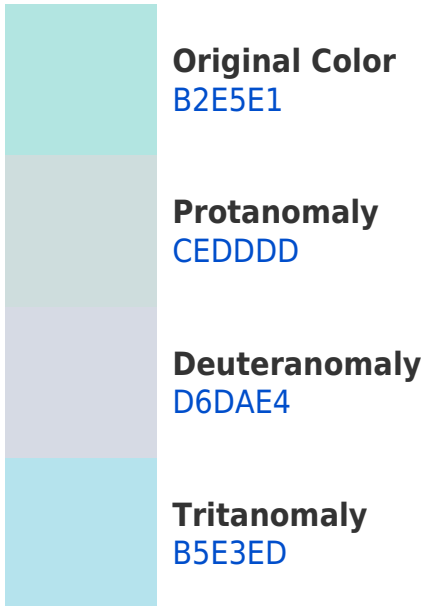 Original Color
B2E5E1
Protanomaly
CEDDDD
Deuteranomaly
D6DAE4
Tritanomaly
B5E3ED